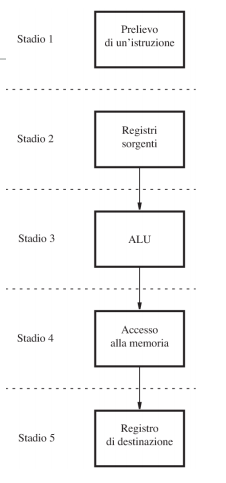 Stadio 1
Prelievo
di un'istruzione
Stadio 2
Registri
sorgenti
Stadio 3
ALU
Stadio 4
Accesso
alla memoria
Stadio 5
Registro
di destinazione